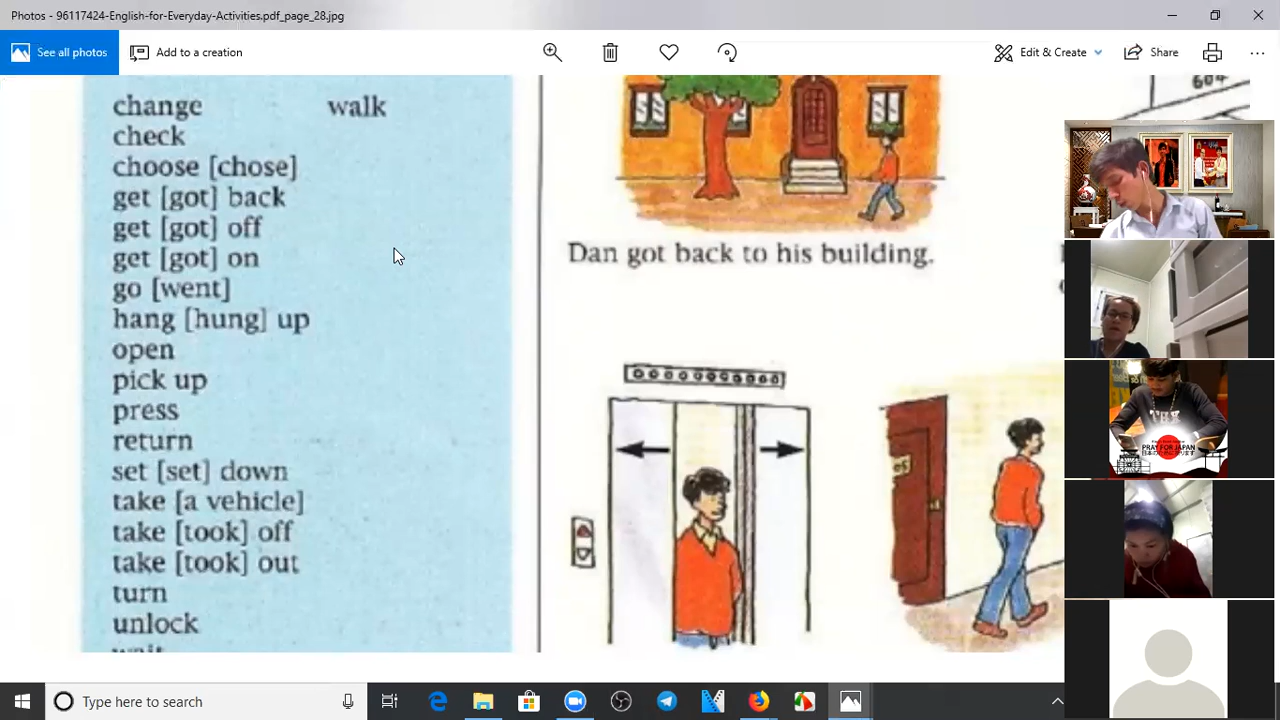 Photos - 96117424-English-for-Everyday-Activities.pdf_page_28.jpg
See all photos
Add to a creation
Edit & Create
Share
change walk
check
choose [chose]
get [got] back
get [got] off
get [got] on
go [went]
hang [hung] up
open
pick up
press
return
set [set] down
take [a vehicle]
take [took] off
take [took] out
turn
unlock
wait
604
Dan got back to his building.
05
PRAY FOR JAPAN
Type here to search